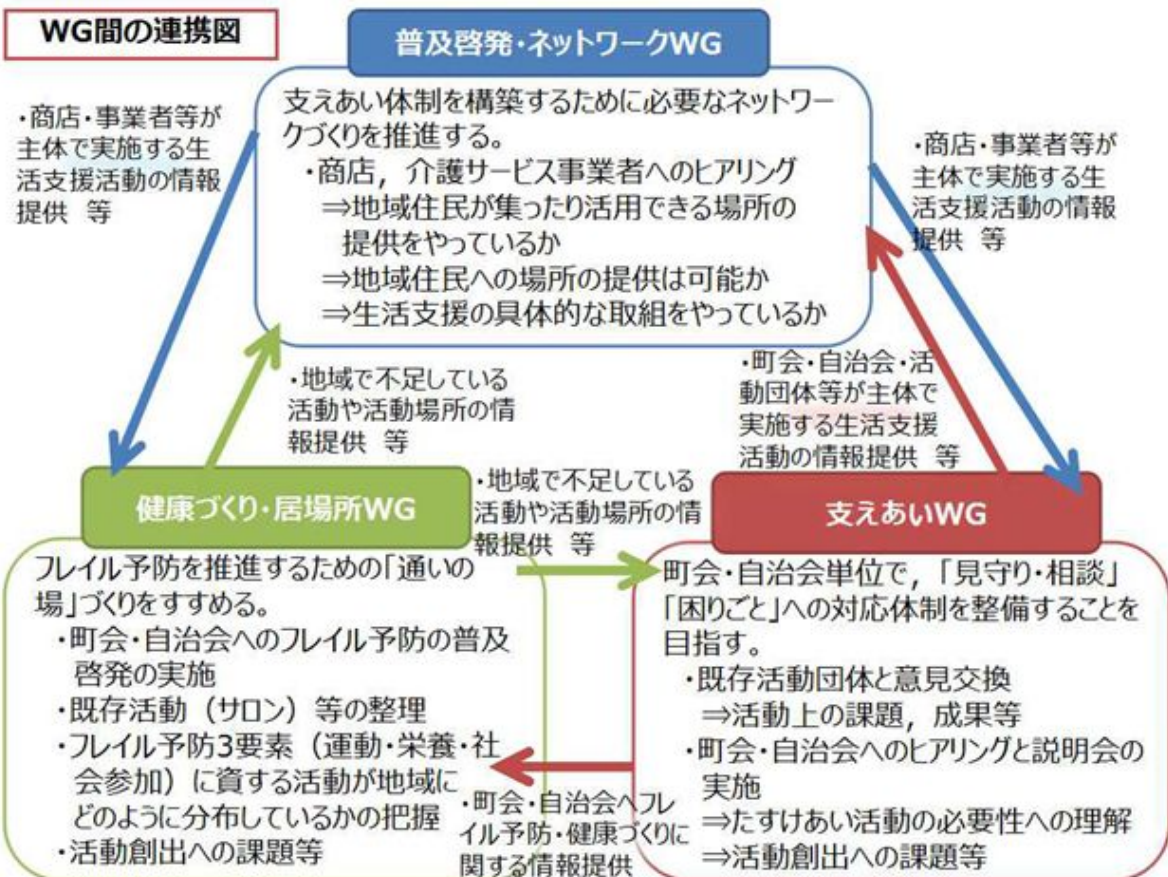 WG間の連携図
普及啓発・ネットワークWG
支えあい体制を構築するために必要なネットワー
クづくりを推進する。
・商店，介護サービス事業者へのヒアリング
⇒地域住民が集ったり活用できる場所の
提供をやっているか
⇒地域住民への場所の提供は可能か
⇒生活支援の具体的な取組をやっているか
・商店・事業者等が
主体で実施する生
活支援活動の情報
提供 等
・商店・事業者等が
主体で実施する生
活支援活動の情報
提供 等
・地域で不足している
活動や活動場所の情
報提供 等
・町会・自治会・活
動団体等が主体で
実施する生活支援
活動の情報提供 等
健康づくり・居場所WG
フレイル予防を推進するための「通いの
場」づくりをすすめる。
・町会・自治会へのフレイル予防の普及
啓発の実施
・既存活動（サロン）等の整理
・フレイル予防3要素（運動・栄養・社
会参加）に資する活動が地域に
どのように分布しているかの把握
・活動創出への課題等
・地域で不足している
活動や活動場所の情
報提供 等
・町会・自治会へフレ
イル予防・健康づくりに
関する情報提供
支えあいWG
町会・自治会単位で，「見守り・相談」
「困りごと」への対応体制を整備することを
目指す。
・既存活動団体と意見交換
⇒活動上の課題，成果等
・町会・自治会へのヒアリングと説明会の
実施
⇒たすけあい活動の必要性への理解
⇒活動創出への課題等